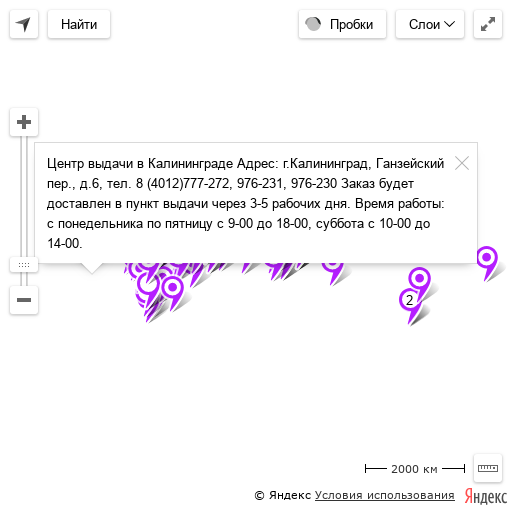 Найти
Пробки
Слои
Центр выдачи в Калининграде Адрес: г.Калининград, Ганзейский
пер., д.6, тел. 8 (4012)777-272, 976-231, 976-230 Заказ будет
доставлен в пункт выдачи через 3-5 рабочих дня. Время работы:
с понедельника по пятницу с 9-00 до 18-00, суббота с 10-00 до
14-00.
2
2000 км
© Яндекс Условия использования
Яндекс